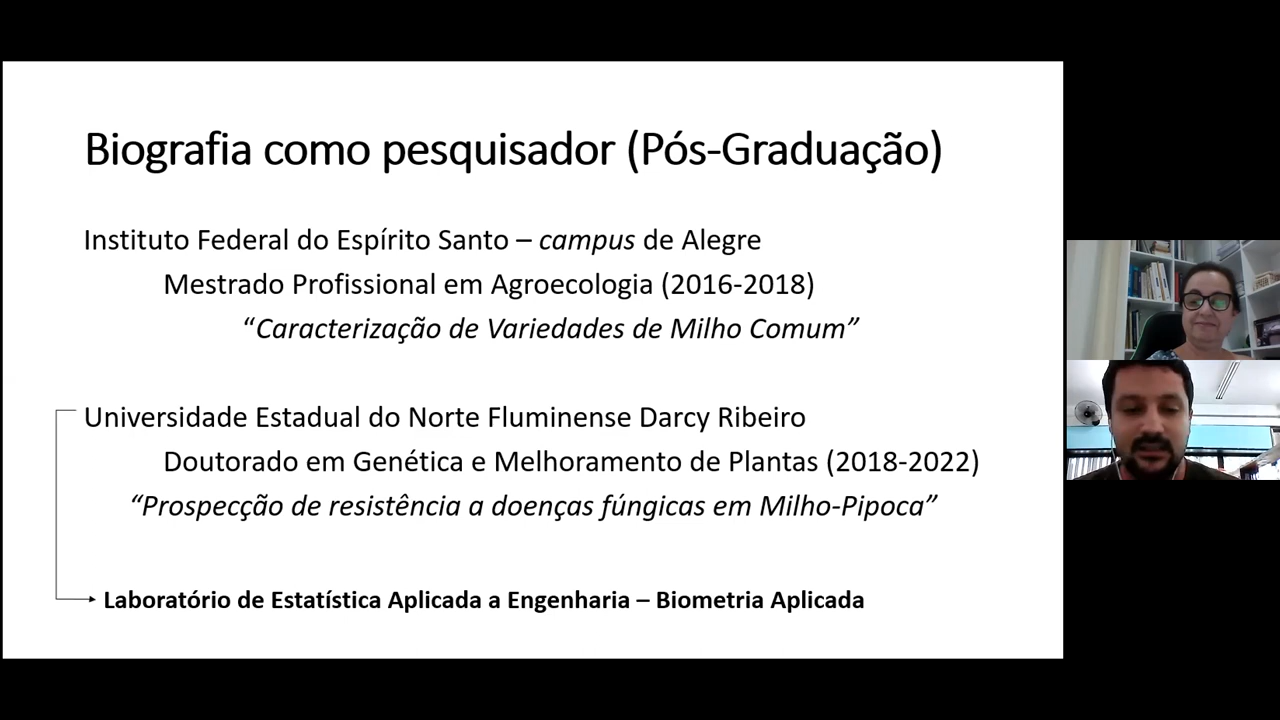 Biografia como pesquisador (Pós-Graduação)
Instituto Federal do Espírito Santo – campus de Alegre
Mestrado Profissional em Agroecologia (2016-2018)
“Caracterização de Variedades de Milho Comum”
Universidade Estadual do Norte Fluminense Darcy Ribeiro
Doutorado em Genética e Melhoramento de Plantas (2018-2022)
“Prospecção de resistência a doenças fúngicas em Milho-Pipoca”
Laboratório de Estatística Aplicada a Engenharia – Biometria Aplicada